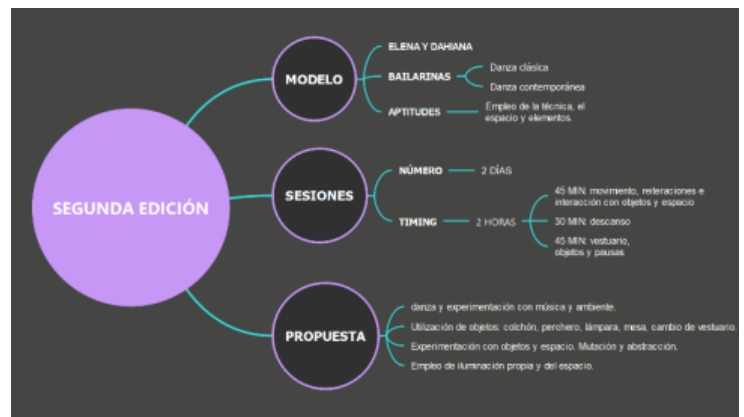 SEGUNDA EDICIÓN
MODELO
ELENA Y DAHIANA
BAILARINAS
Danza clásica
Danza contemporánea
APTITUDES
Empleo de la técnica, el
espacio y elementos.
SESIONES
NÚMERO
2 DÍAS
TIMING
2 HORAS
45 MIN: movimiento, reiteraciones e
interacción con objetos y espacio
30 MIN: descanso
45 MIN: vestuario,
objetos y pausas
PROPUESTA
danza y experimentación con música y ambiente.
Utilización de objetos: colchón, perchero, lámpara, mesa, cambio de vestuario.
Experimentación con objetos y espacio. Mutación y abstracción.
Empleo de iluminación propia y del espacio.